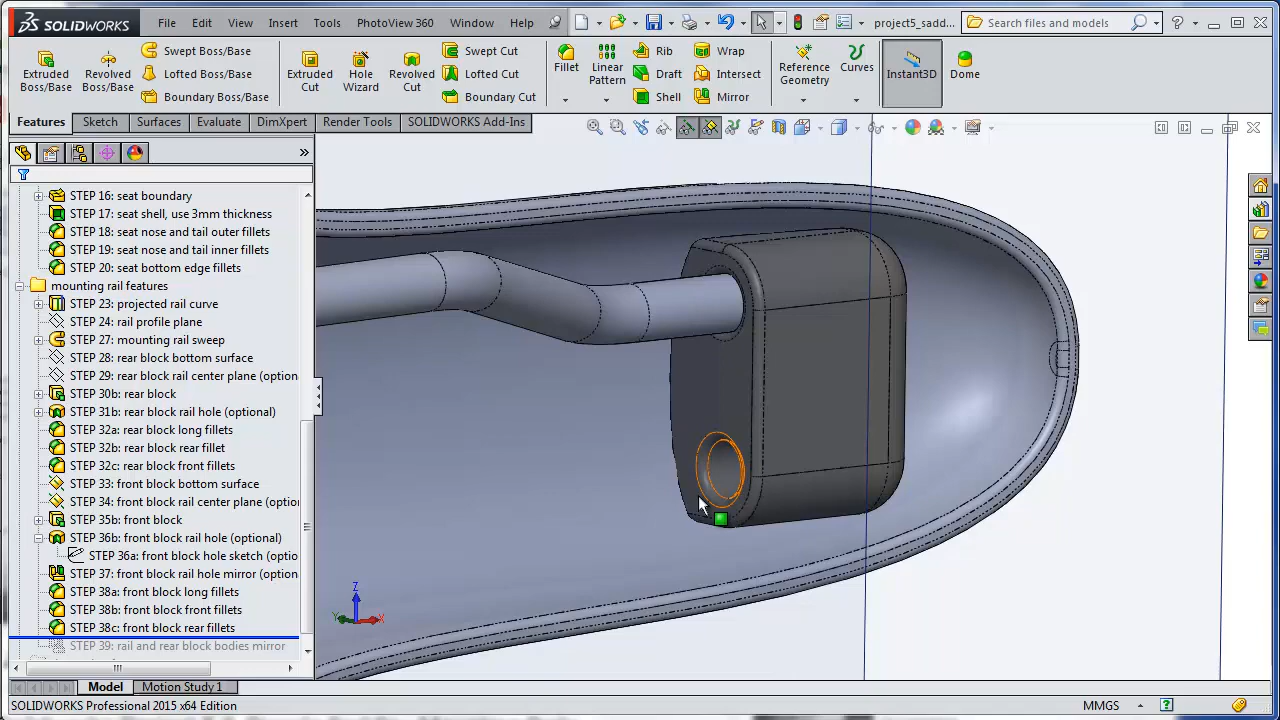 SOLIDWORKS File Edit View Insert Tools PhotoView 360 Window Help project5_sadd... Search files and models
Extruded Boss/Base
Revolved Boss/Base
Swept Boss/Base
Lofted Boss/Base
Boundary Boss/Base
Extruded Cut
Hole Wizard
Revolved Cut
Swept Cut
Lofted Cut
Boundary Cut
Fillet
Linear Pattern
Rib
Draft
Shell
Wrap
Intersect
Mirror
Reference Geometry
Curves
Instant3D
Dome
Features Sketch Surfaces Evaluate DimXpert Render Tools SOLIDWORKS Add-Ins
STEP 16: seat boundary
STEP 17: seat shell, use 3mm thickness
STEP 18: seat nose and tail outer fillets
STEP 19: seat nose and tail inner fillets
STEP 20: seat bottom edge fillets
mounting rail features
STEP 23: projected rail curve
STEP 24: rail profile plane
STEP 27: mounting rail sweep
STEP 28: rear block bottom surface
STEP 29: rear block rail center plane (option
STEP 30b: rear block
STEP 31b: rear block rail hole (optional)
STEP 32a: rear block long fillets
STEP 32b: rear block rear fillet
STEP 32c: rear block front fillets
STEP 33: front block bottom surface
STEP 34: front block rail center plane (optio
STEP 35b: front block
STEP 36b: front block rail hole (optional)
STEP 36a: front block hole sketch (optio
STEP 37: front block rail hole mirror (option
STEP 38a: front block long fillets
STEP 38b: front block front fillets
STEP 38c: front block rear fillets
STEP 39: rail and rear block bodies mirror
Z
Y
X
Model Motion Study 1
SOLIDWORKS Professional 2015 x64 Edition MMGS